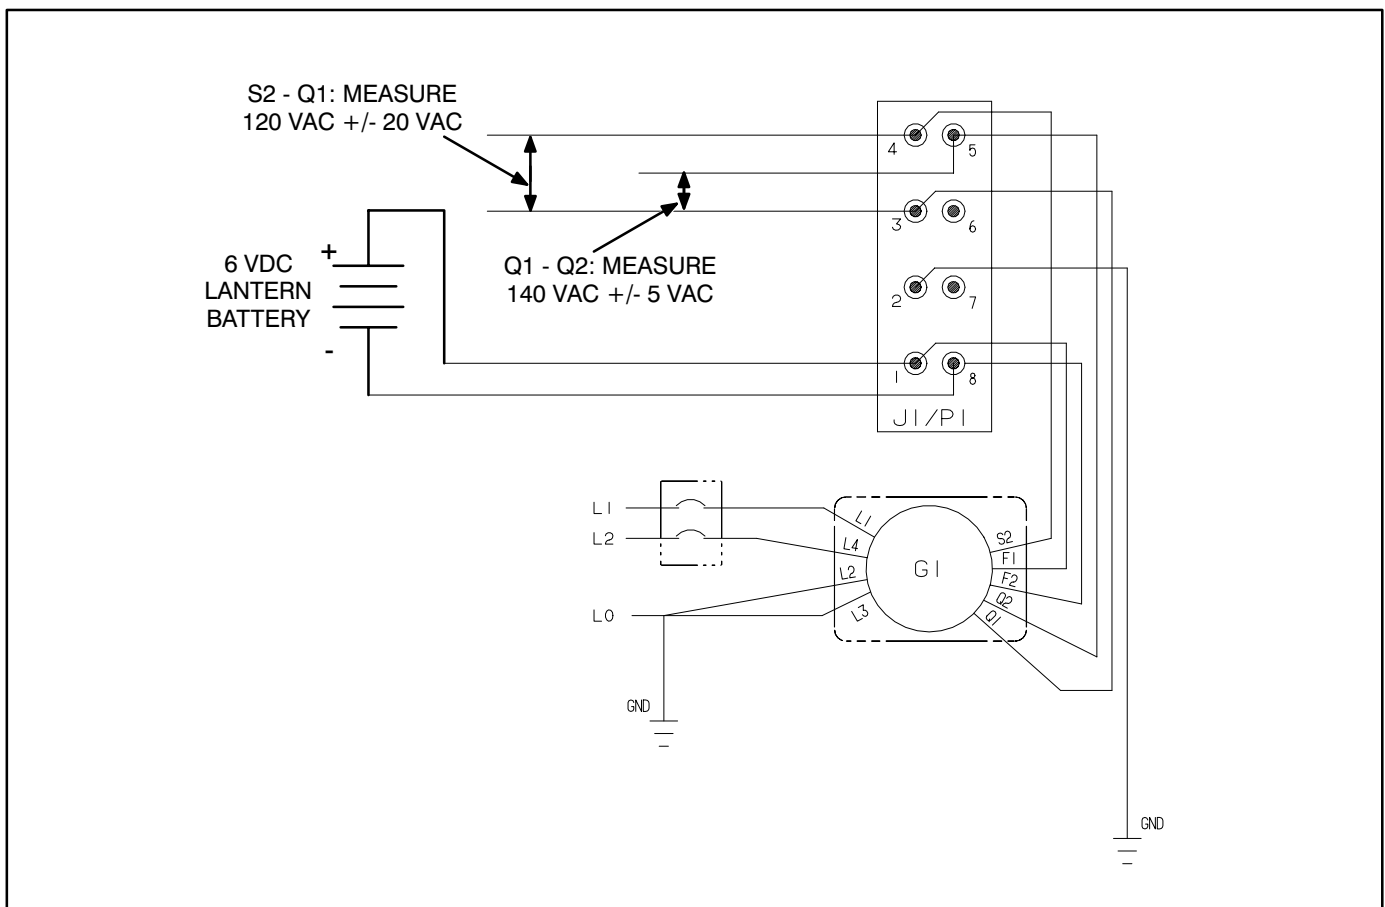 S2 - Q1: MEASURE
120 VAC +/- 20 VAC
4
5
3
6
Q1 - Q2: MEASURE
140 VAC +/- 5 VAC
+
6 VDC
LANTERN
BATTERY
-
2
7
1
8
J1/P1
L1
L2
L0
L1
L4
L2
L3
G1
S2
F1
F2
Q2
Q1
GND
GND